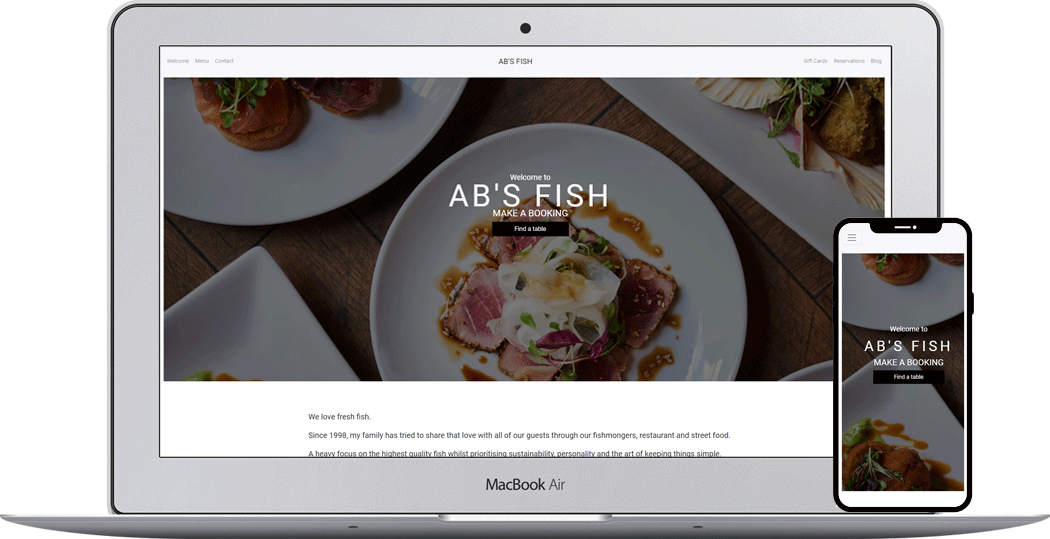 Welcome Menu Contact AB'S FISH Gift Cards Reservations Blog
Welcome to
AB'S FISH
MAKE A BOOKING
Find a table
We love fresh fish.
Since 1998, my family has tried to share that love with all of our guests through our fishmongers, restaurant and street food.
A heavy focus on the highest quality fish whilst prioritising sustainability, personality and the art of keeping things simple.
MacBook Air
Welcome to
AB'S FISH
MAKE A BOOKING
Find a table